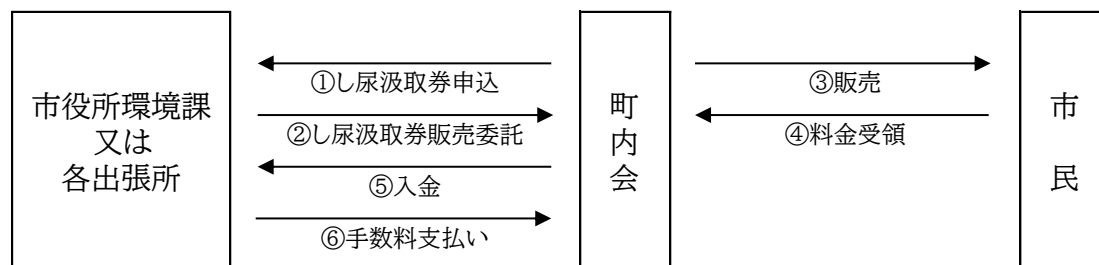 市役所環境課
又は
各出張所
①し尿汲取券申込
②し尿汲取券販売委託
⑤入金
⑥手数料支払い
町
内
会
③販売
④料金受領
市
民